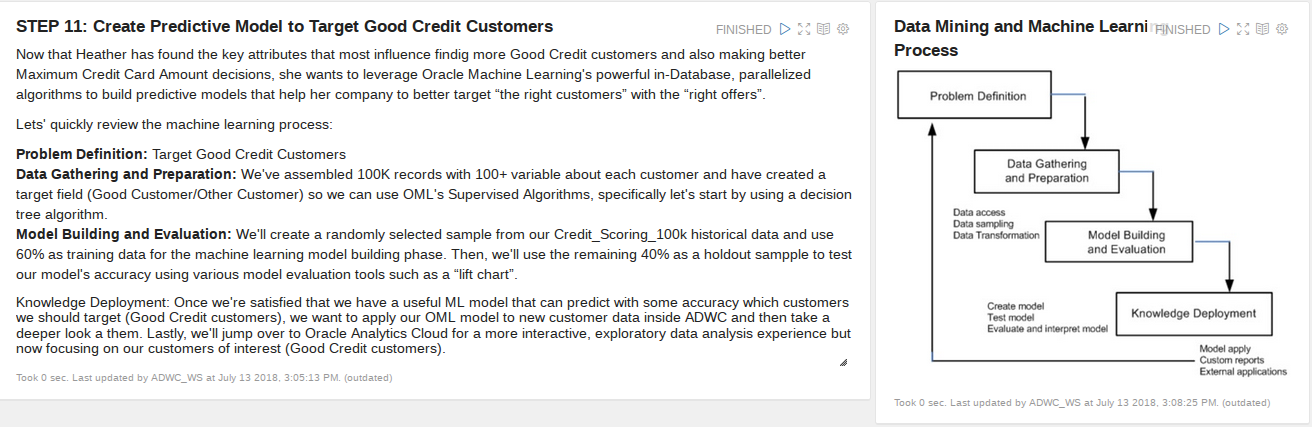 STEP 11: Create Predictive Model to Target Good Credit Customers
FINISHED
Now that Heather has found the key attributes that most influence findig more Good Credit customers and also making better
Maximum Credit Card Amount decisions, she wants to leverage Oracle Machine Learning's powerful in-Database, parallelized
algorithms to build predictive models that help her company to better target “the right customers” with the “right offers”.
Lets' quickly review the machine learning process:
Problem Definition: Target Good Credit Customers
Data Gathering and Preparation: We've assembled 100K records with 100+ variable about each customer and have created a
target field (Good Customer/Other Customer) so we can use OML's Supervised Algorithms, specifically let's start by using a decision
tree algorithm.
Model Building and Evaluation: We'll create a randomly selected sample from our Credit_Scoring_100k historical data and use
60% as training data for the machine learning model building phase. Then, we'll use the remaining 40% as a holdout sampple to test
our model's accuracy using various model evaluation tools such as a “lift chart”.
Knowledge Deployment: Once we're satisfied that we have a useful ML model that can predict with some accuracy which customers
we should target (Good Credit customers), we want to apply our OML model to new customer data inside ADWC and then take a
deeper look a them. Lastly, we'll jump over to Oracle Analytics Cloud for a more interactive, exploratory data analysis experience but
now focusing on our customers of interest (Good Credit customers).
Took 0 sec. Last updated by ADWC_WS at July 13 2018, 3:05:13 PM. (outdated)
Data Mining and Machine Learning
Process
FINISHED
Problem Definition
Data Gathering
and Preparation
Data access
Data sampling
Data Transformation
Model Building
and Evaluation
Create model
Test model
Evaluate and interpret model
Knowledge Deployment
Model apply
Custom reports
External applications
Took 0 sec. Last updated by ADWC_WS at July 13 2018, 3:08:25 PM. (outdated)